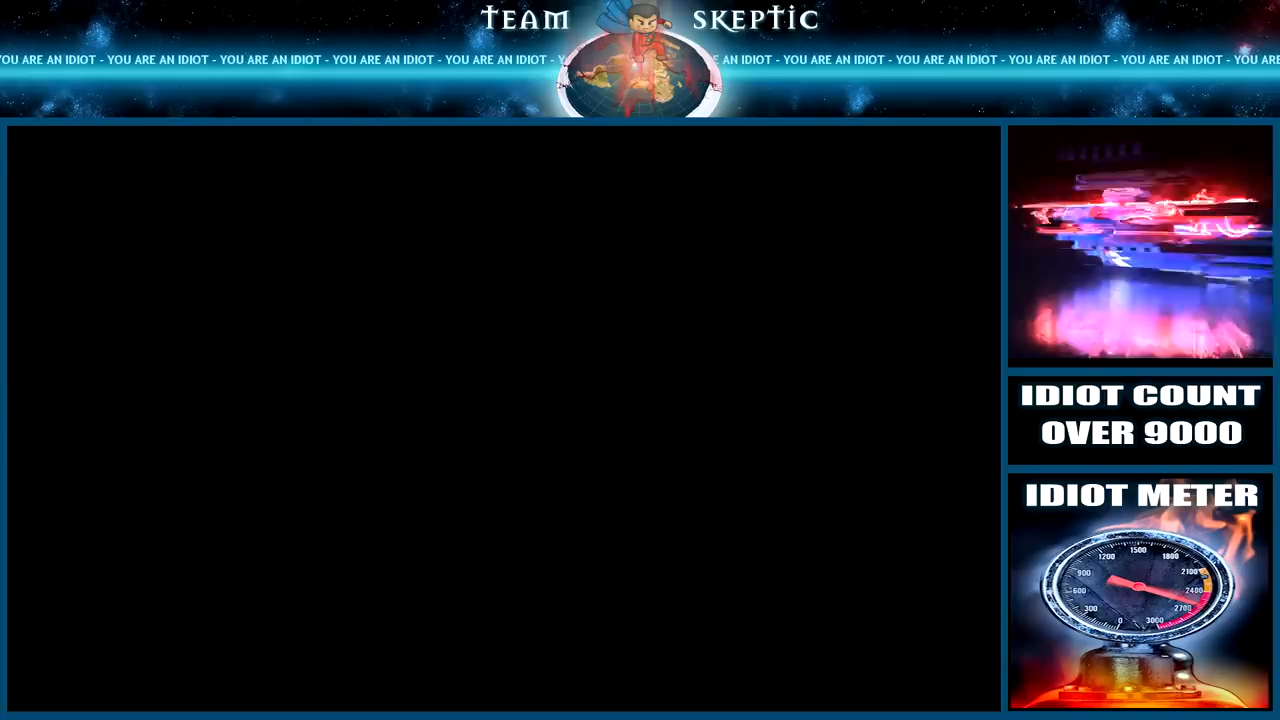 TEAM SKEPTIC
YOU ARE AN IDIOT - YOU ARE AN IDIOT - YOU ARE AN IDIOT - YOU ARE AN IDIOT - YOU ARE AN IDIOT - Y E AN IDIOT - YOU ARE AN IDIOT - YOU ARE AN IDIOT - YOU ARE AN IDIOT - YOU ARE AN IDIOT - YOU ARE
IDIOT COUNT
OVER 9000
IDIOT METER
1500
1200 1800
900 2100
600 2400
300 2700
0 3000